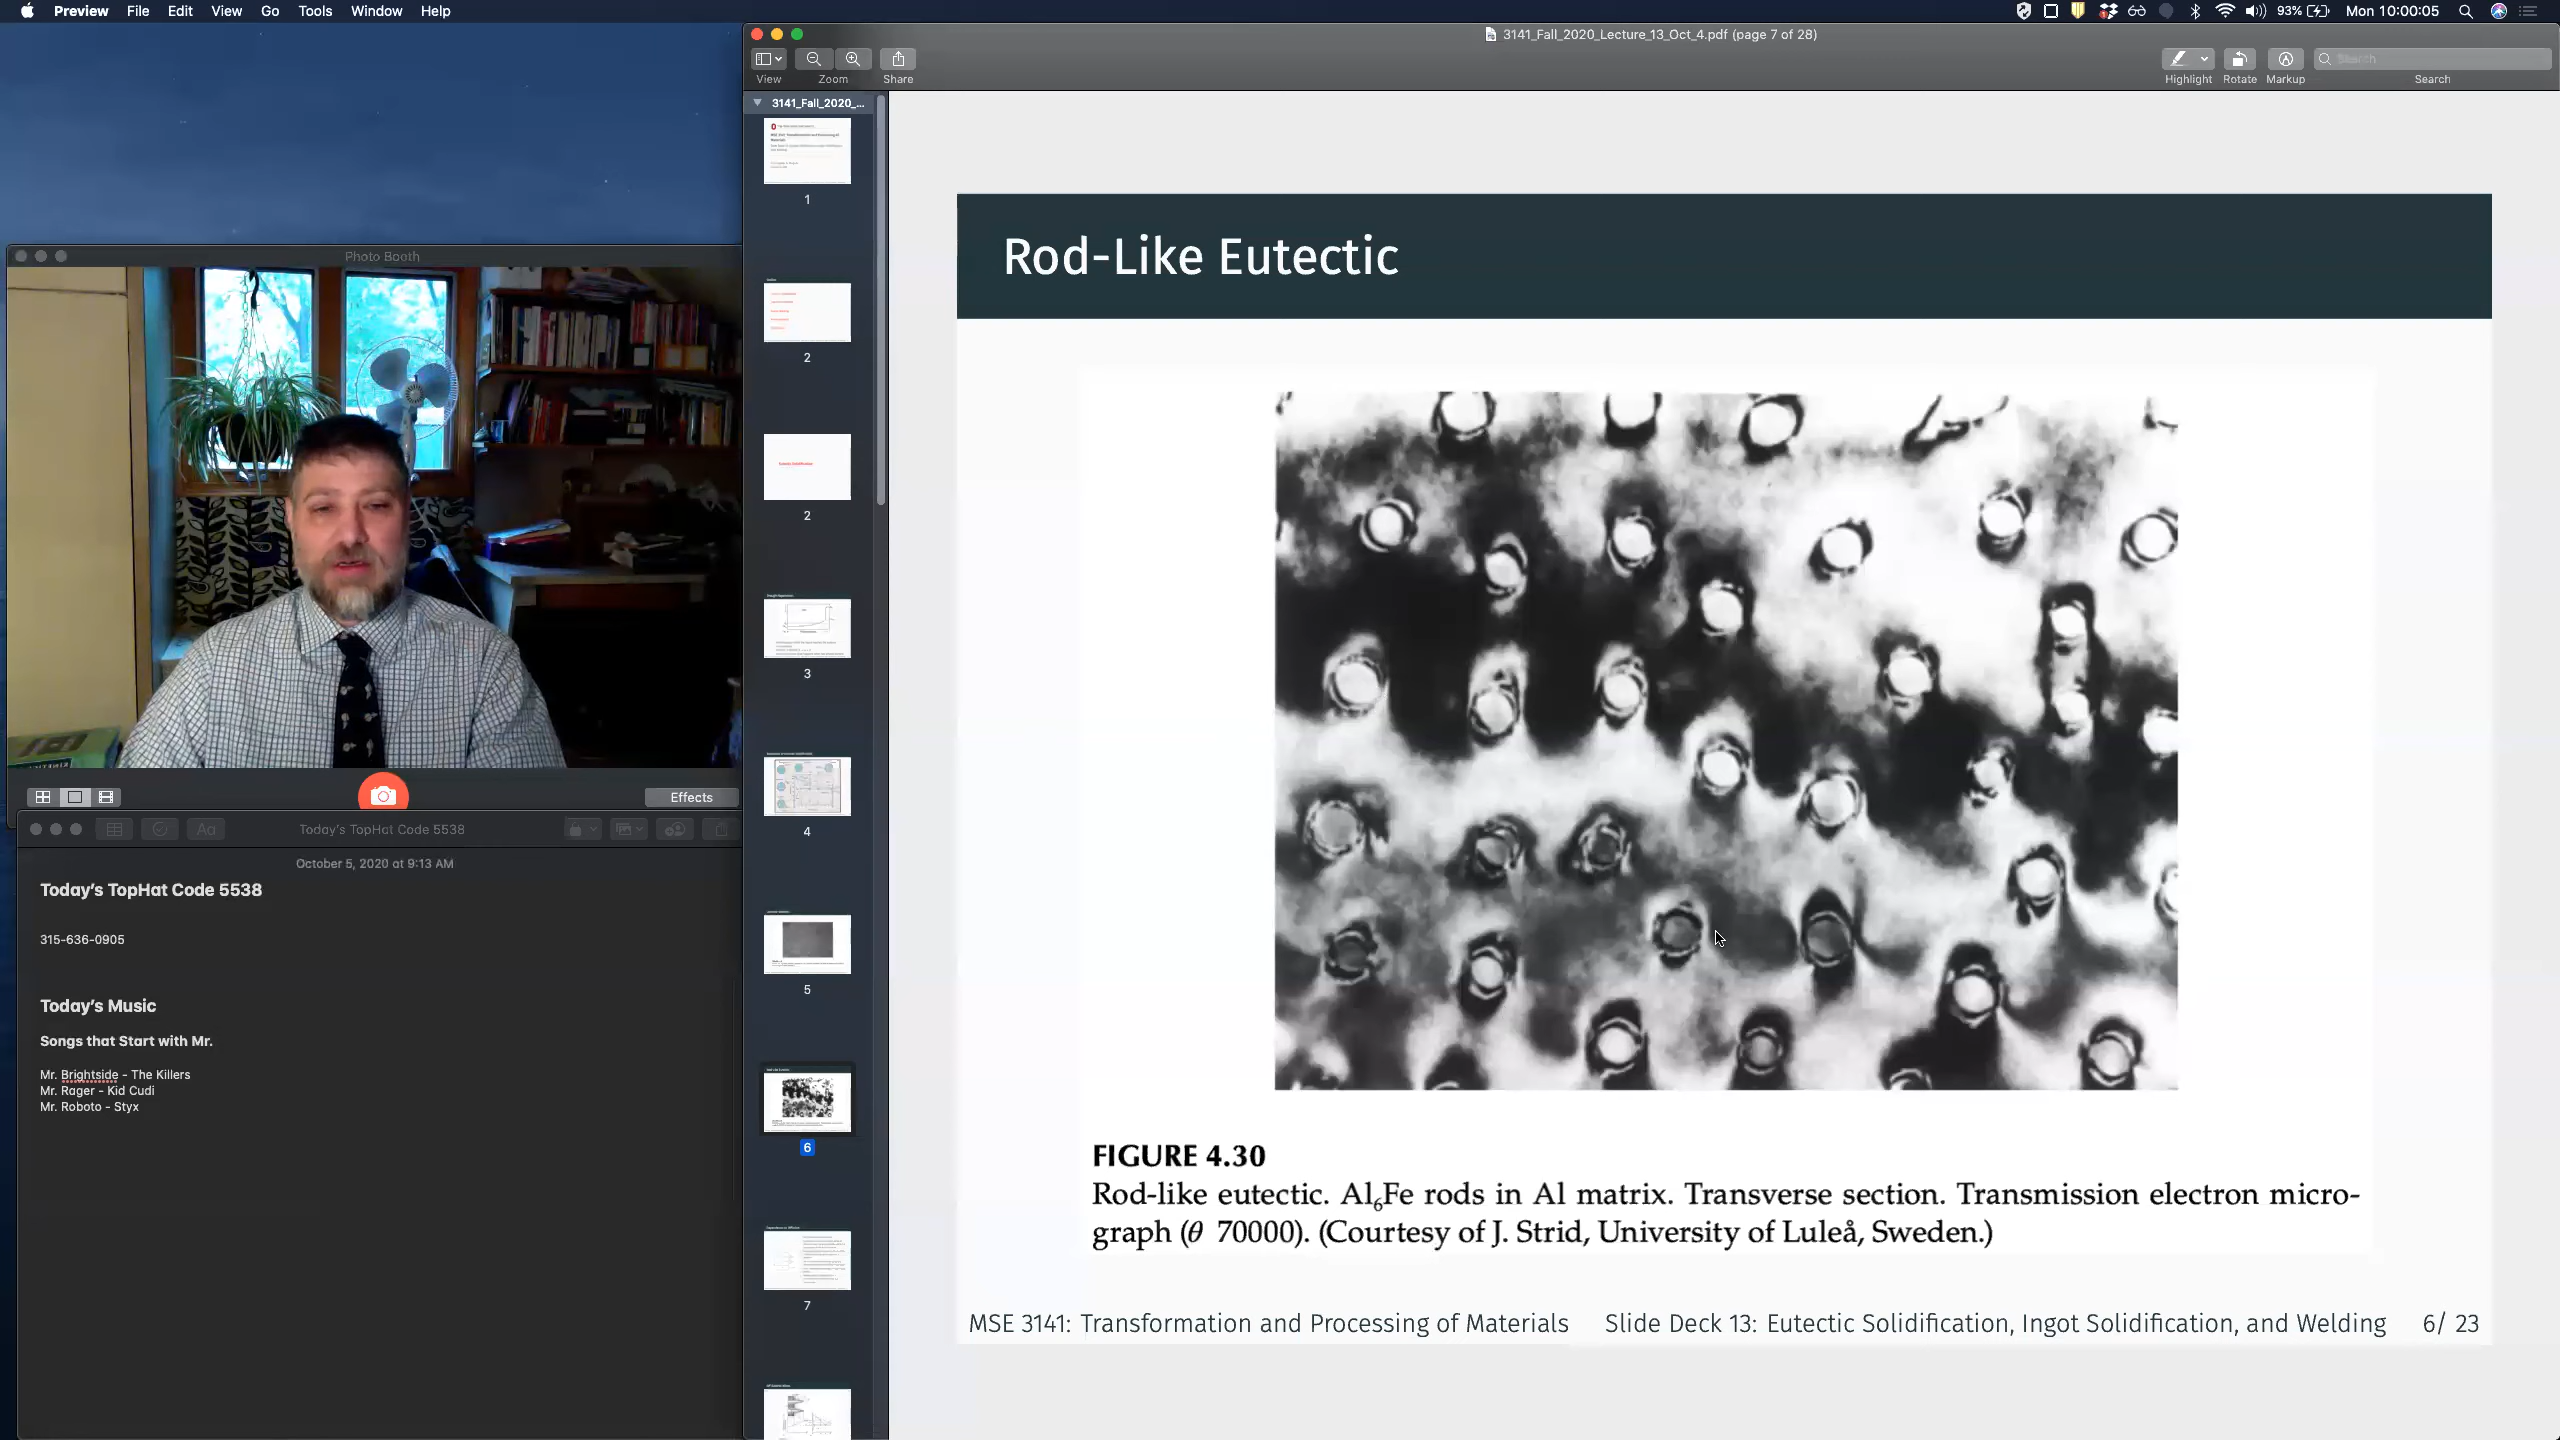 Preview File Edit View Go Tools Window Help
93% Mon 10:00:05
3141_Fall_2020_Lecture_13_Oct_4.pdf (page 7 of 28)
View Zoom Share
Search
Highlight Rotate Markup Search
3141_Fall_2020_...
1
2
2
3
4
5
6
7
Photo Booth
Effects
Today's TopHat Code 5538
October 5, 2020 at 9:13 AM
Today's TopHat Code 5538
315-636-0905
Today's Music
Songs that Start with Mr.
Mr. Brightside - The Killers
Mr. Rager - Kid Cudi
Mr. Roboto - Styx
Rod-Like Eutectic
FIGURE 4.30
Rod-like eutectic. Al₆Fe rods in Al matrix. Transverse section. Transmission electron micro-
graph (θ 70000). (Courtesy of J. Strid, University of Luleå, Sweden.)
MSE 3141: Transformation and Processing of Materials Slide Deck 13: Eutectic Solidification, Ingot Solidification, and Welding 6/ 23